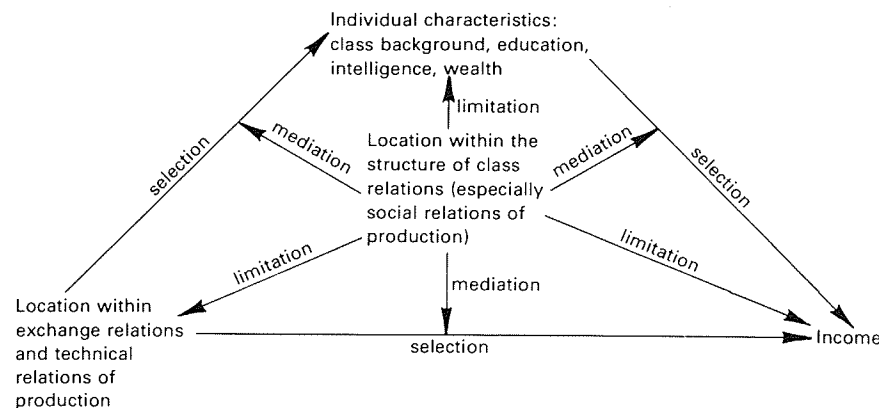 Individual characteristics:
class background, education,
intelligence, wealth
limitation
mediation
Location within the
structure of class
relations (especially
social relations of
production)
mediation
selection
selection
limitation
limitation
mediation
Location within
exchange relations
and technical
relations of
production
selection
Income